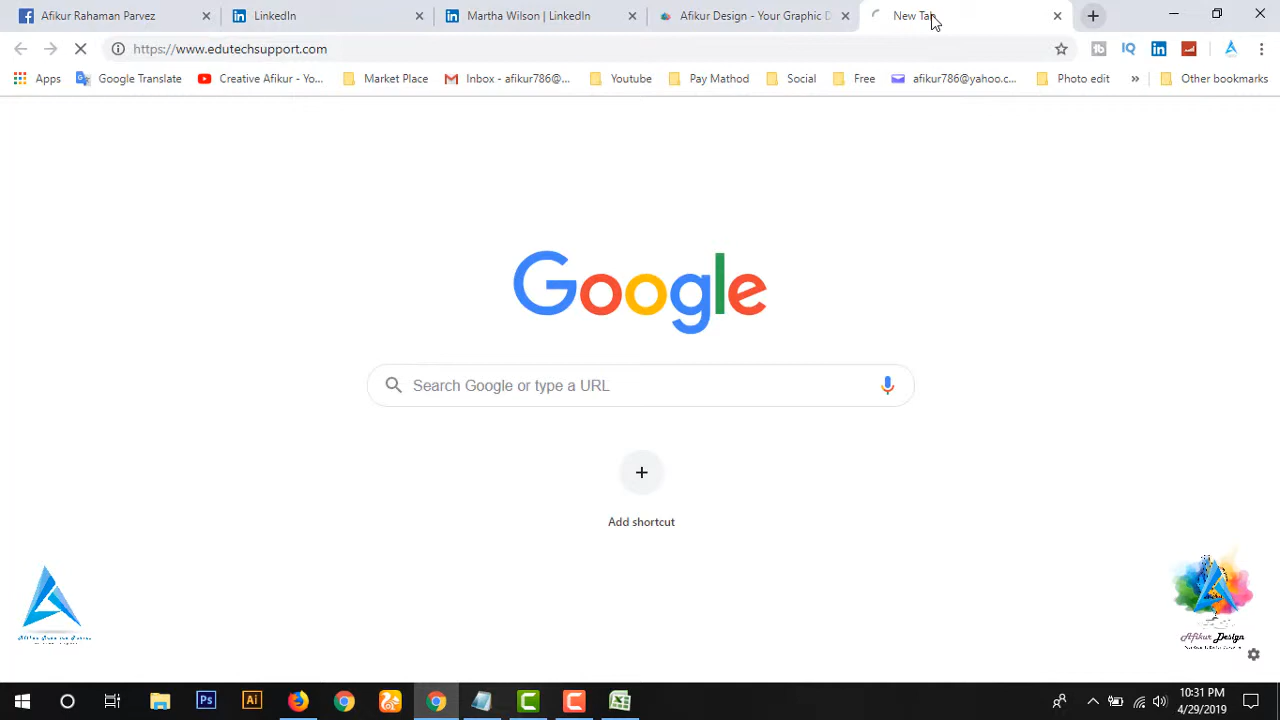 Afikur Rahaman Parvez
LinkedIn
Martha Wilson | LinkedIn
Afikur Design - Your Graphic D
New Tab
https://www.edutechsupport.com
Apps
Google Translate
Creative Afikur - Yo...
Market Place
Inbox - afikur786@...
Youtube
Pay Mathod
Social
Free
afikur786@yahoo.c...
Photo edit
Other bookmarks
Google
Search Google or type a URL
Add shortcut
Afikur Design
10:31 PM
4/29/2019